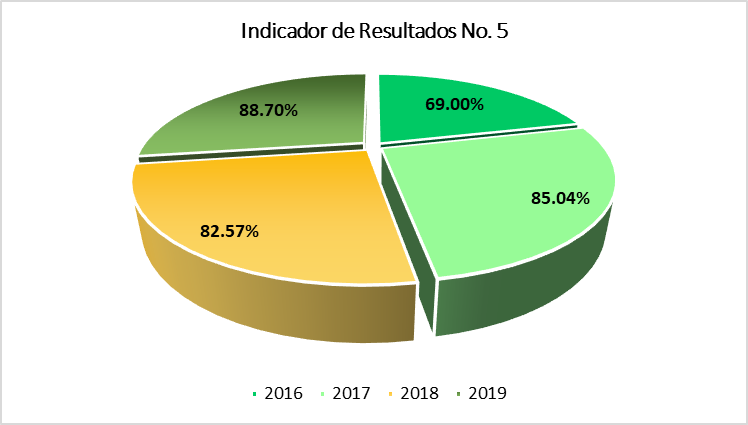 Indicador de Resultados No. 5
88.70%
69.00%
85.04%
82.57%
2016 2017 2018 2019